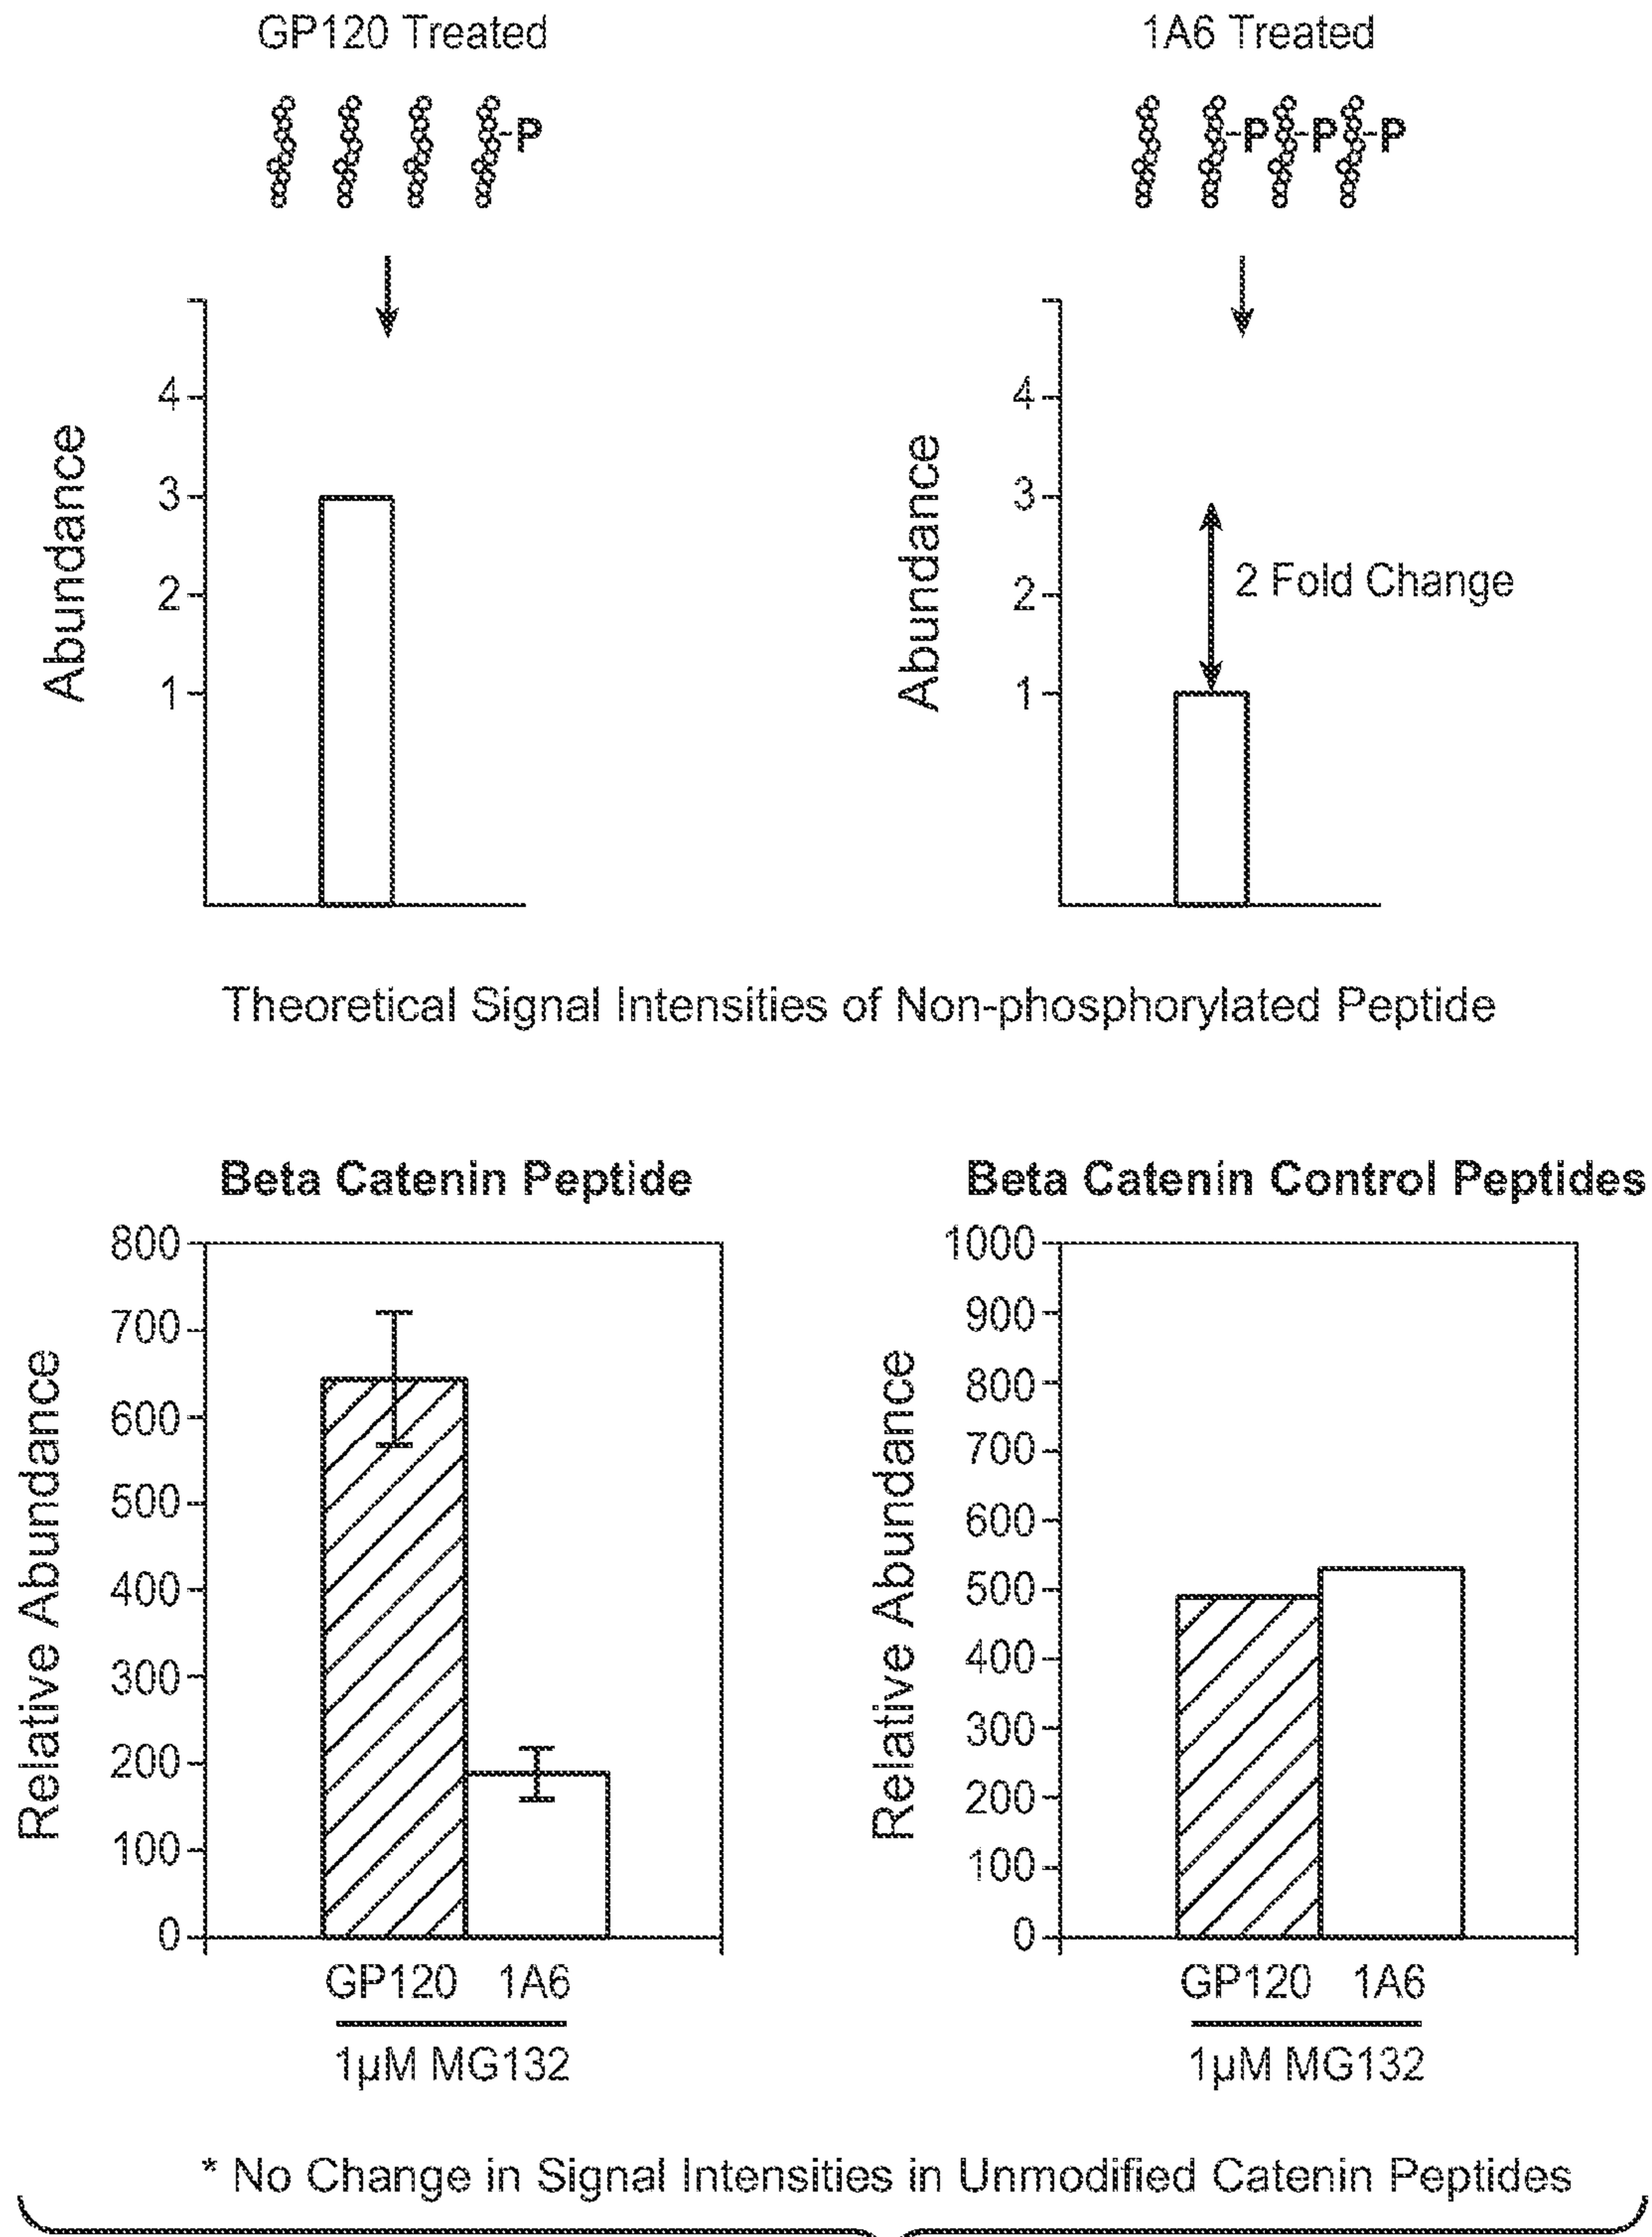 GP120 Treated
1A6 Treated
-P
-P -P -P
Abundance
4
3
2
1
Abundance
4
3
2
1
2 Fold Change
Theoretical Signal Intensities of Non-phosphorylated Peptide
Beta Catenin Peptide
Relative Abundance
800
700
600
500
400
300
200
100
0
GP120 1A6
1µM MG132
Beta Catenin Control Peptides
Relative Abundance
1000
900
800
700
600
500
400
300
200
100
0
GP120 1A6
1µM MG132
* No Change in Signal Intensities in Unmodified Catenin Peptides